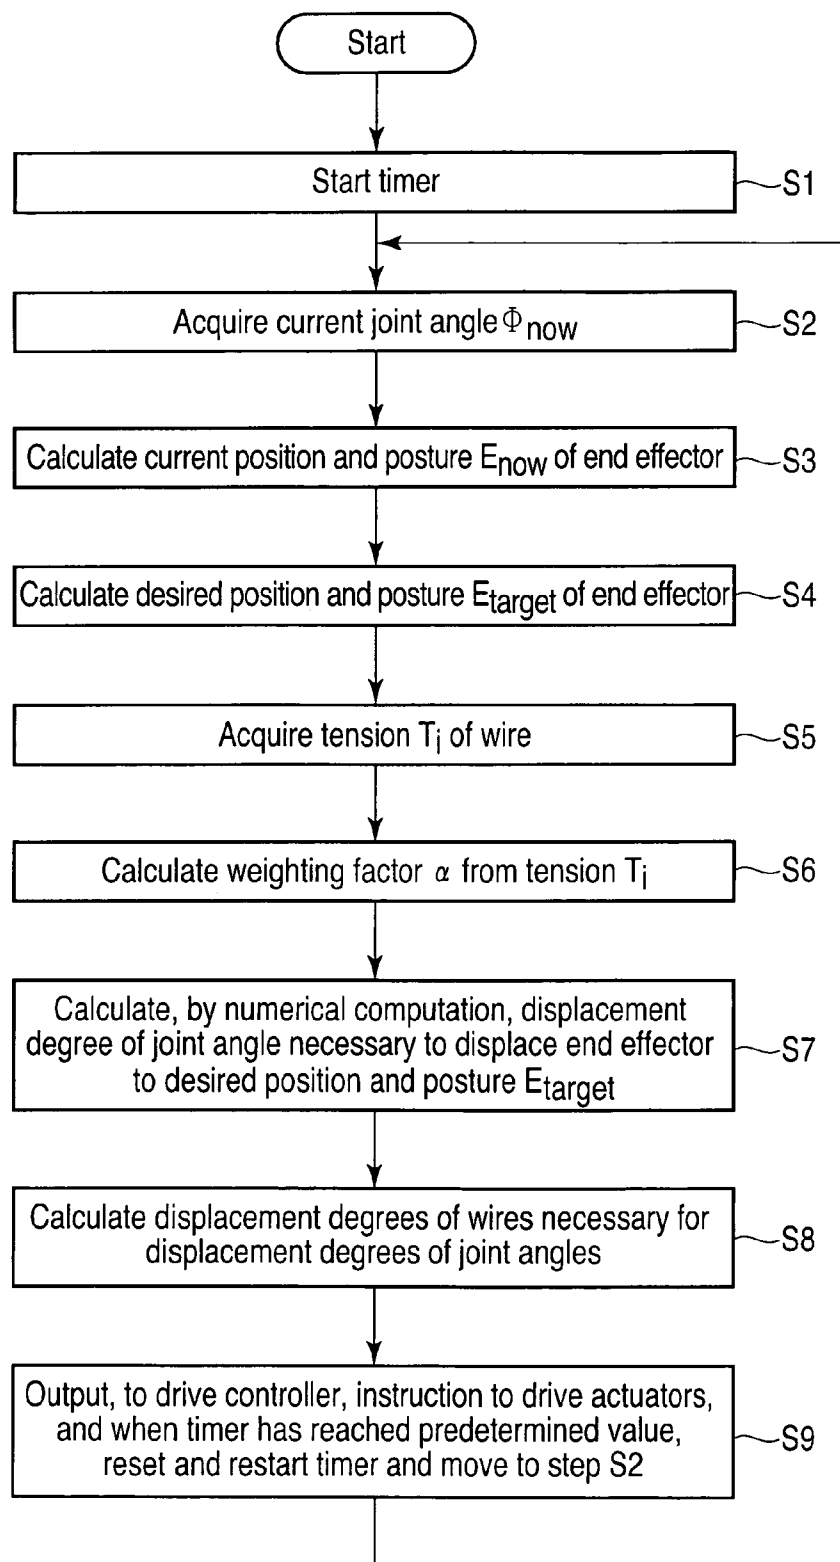 Start
Start timer
S1
Acquire current joint angle Φnow
S2
Calculate current position and posture Enow of end effector
S3
Calculate desired position and posture Etarget of end effector
S4
Acquire tension Ti of wire
S5
Calculate weighting factor α from tension Ti
S6
Calculate, by numerical computation, displacement
degree of joint angle necessary to displace end effector
to desired position and posture Etarget
S7
Calculate displacement degrees of wires necessary for
displacement degrees of joint angles
S8
Output, to drive controller, instruction to drive actuators,
and when timer has reached predetermined value,
reset and restart timer and move to step S2
S9